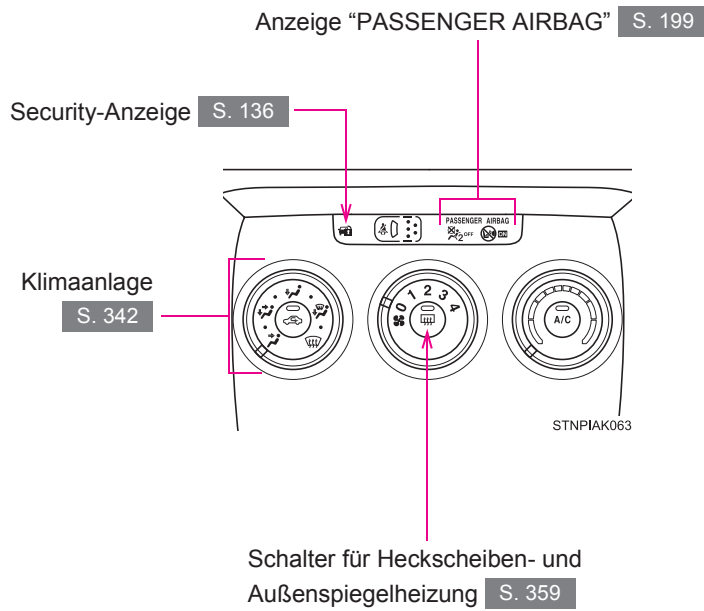 Anzeige “PASSENGER AIRBAG” S. 199
Security-Anzeige S. 136
PASSENGER AIRBAG
2 OFF ON
Klimaanlage
S. 342
0 1 2 3 4
A/C
STNPIAK063
Schalter für Heckscheiben- und
Außenspiegelheizung S. 359